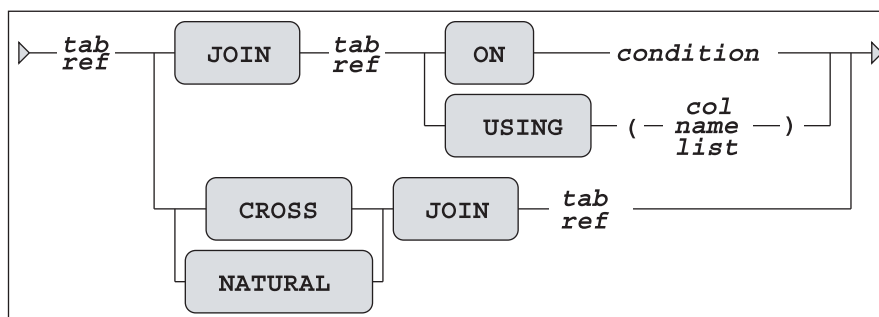 tab
ref
JOIN
tab
ref
ON
condition
USING
(
col
name
list
)
CROSS
JOIN
tab
ref
NATURAL